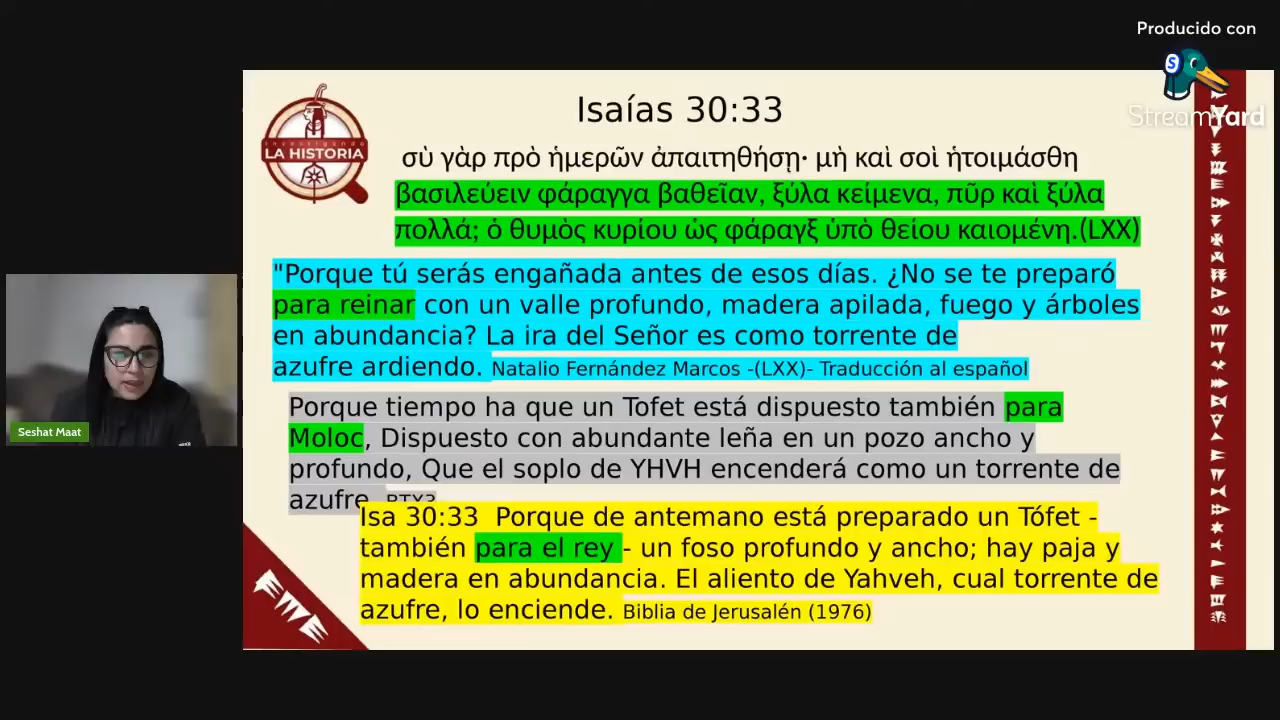 Producido con
StreamYard
Isaías 30:33
Investigando
LA HISTORIA
σὺ γὰρ πρὸ ἡμερῶν ἀπαιτηθήσῃ· μὴ καὶ σοὶ ἡτοιμάσθη
βασιλεύειν φάραγγα βαθεῖαν, ξύλα κείμενα, πῦρ καὶ ξύλα
πολλά; ὁ θυμὸς κυρίου ὡς φάραγξ ὑπὸ θείου καιομένη.(LXX)
"Porque tú serás engañada antes de esos días. ¿No se te preparó
para reinar con un valle profundo, madera apilada, fuego y árboles
en abundancia? La ira del Señor es como torrente de
azufre ardiendo. Natalio Fernández Marcos -(LXX)- Traducción al español
Porque tiempo ha que un Tofet está dispuesto también para
Moloc, Dispuesto con abundante leña en un pozo ancho y
profundo, Que el soplo de YHVH encenderá como un torrente de
azufre. BTX3
Isa 30:33 Porque de antemano está preparado un Tófet -
también para el rey - un foso profundo y ancho; hay paja y
madera en abundancia. El aliento de Yahveh, cual torrente de
azufre, lo enciende. Biblia de Jerusalén (1976)
Seshat Maat